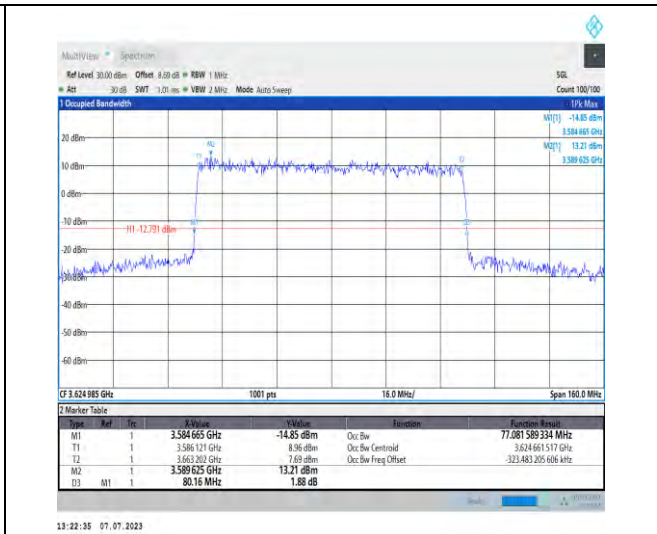 MultiView Spectrum
Ref Level 30.00 dBm Offset 8.69 dB RBW 1 MHz SGL
Att 30 dB SWT 1.01 ms VBW 2 MHz Mode Auto Sweep Count 100/100
1 Occupied Bandwidth 1Pk Max
M1[1] -14.85 dBm
3.584 665 GHz
M2[1] 13.21 dBm
3.589 625 GHz
20 dBm
M2
T1
T2
10 dBm
0 dBm
-10 dBm
M1
D3
H1 -12.791 dBm
-20 dBm
-30 dBm
-40 dBm
-50 dBm
-60 dBm
CF 3.624 985 GHz 1001 pts 16.0 MHz/ Span 160.0 MHz
2 Marker Table
Type Ref Trc X-Value Y-Value Function Function Result
M1 1 3.584 665 GHz -14.85 dBm Occ Bw 77.081 589 334 MHz
T1 1 3.586 121 GHz 8.96 dBm Occ Bw Centroid 3.624 661 517 GHz
T2 1 3.663 202 GHz 7.69 dBm Occ Bw Freq Offset -323.483 205 606 kHz
M2 1 3.589 625 GHz 13.21 dBm
D3 M1 1 80.16 MHz 1.88 dB
13:22:35 07.07.2023